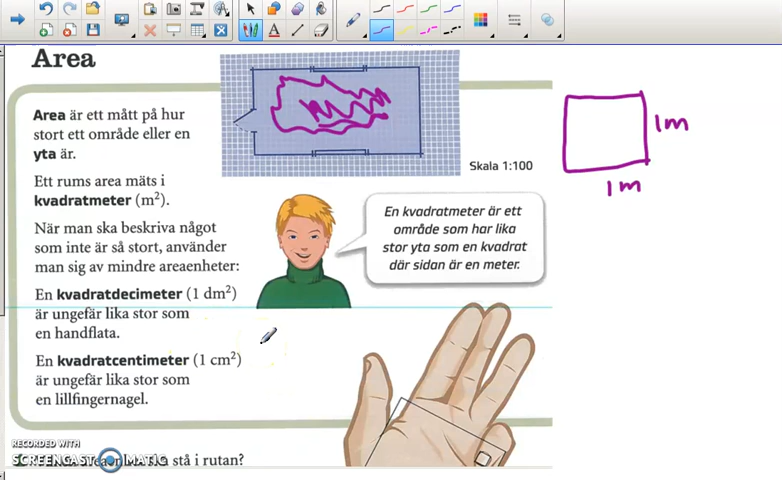 Area
Area är ett mått på hur
stort ett område eller en
yta är.
Ett rums area mäts i
kvadratmeter (m²).
När man ska beskriva något
som inte är så stort, använder
man sig av mindre areaenheter:
En kvadratdecimeter (1 dm²)
är ungefär lika stor som
en handflata.
En kvadratcentimeter (1 cm²)
är ungefär lika stor som
en lillfingernagel.
Skala 1:100
En kvadratmeter är ett
område som har lika
stor yta som en kvadrat
där sidan är en meter.
1m
1m
RECORDED WITH
SCREENCAST-O-MATIC
stå i rutan?